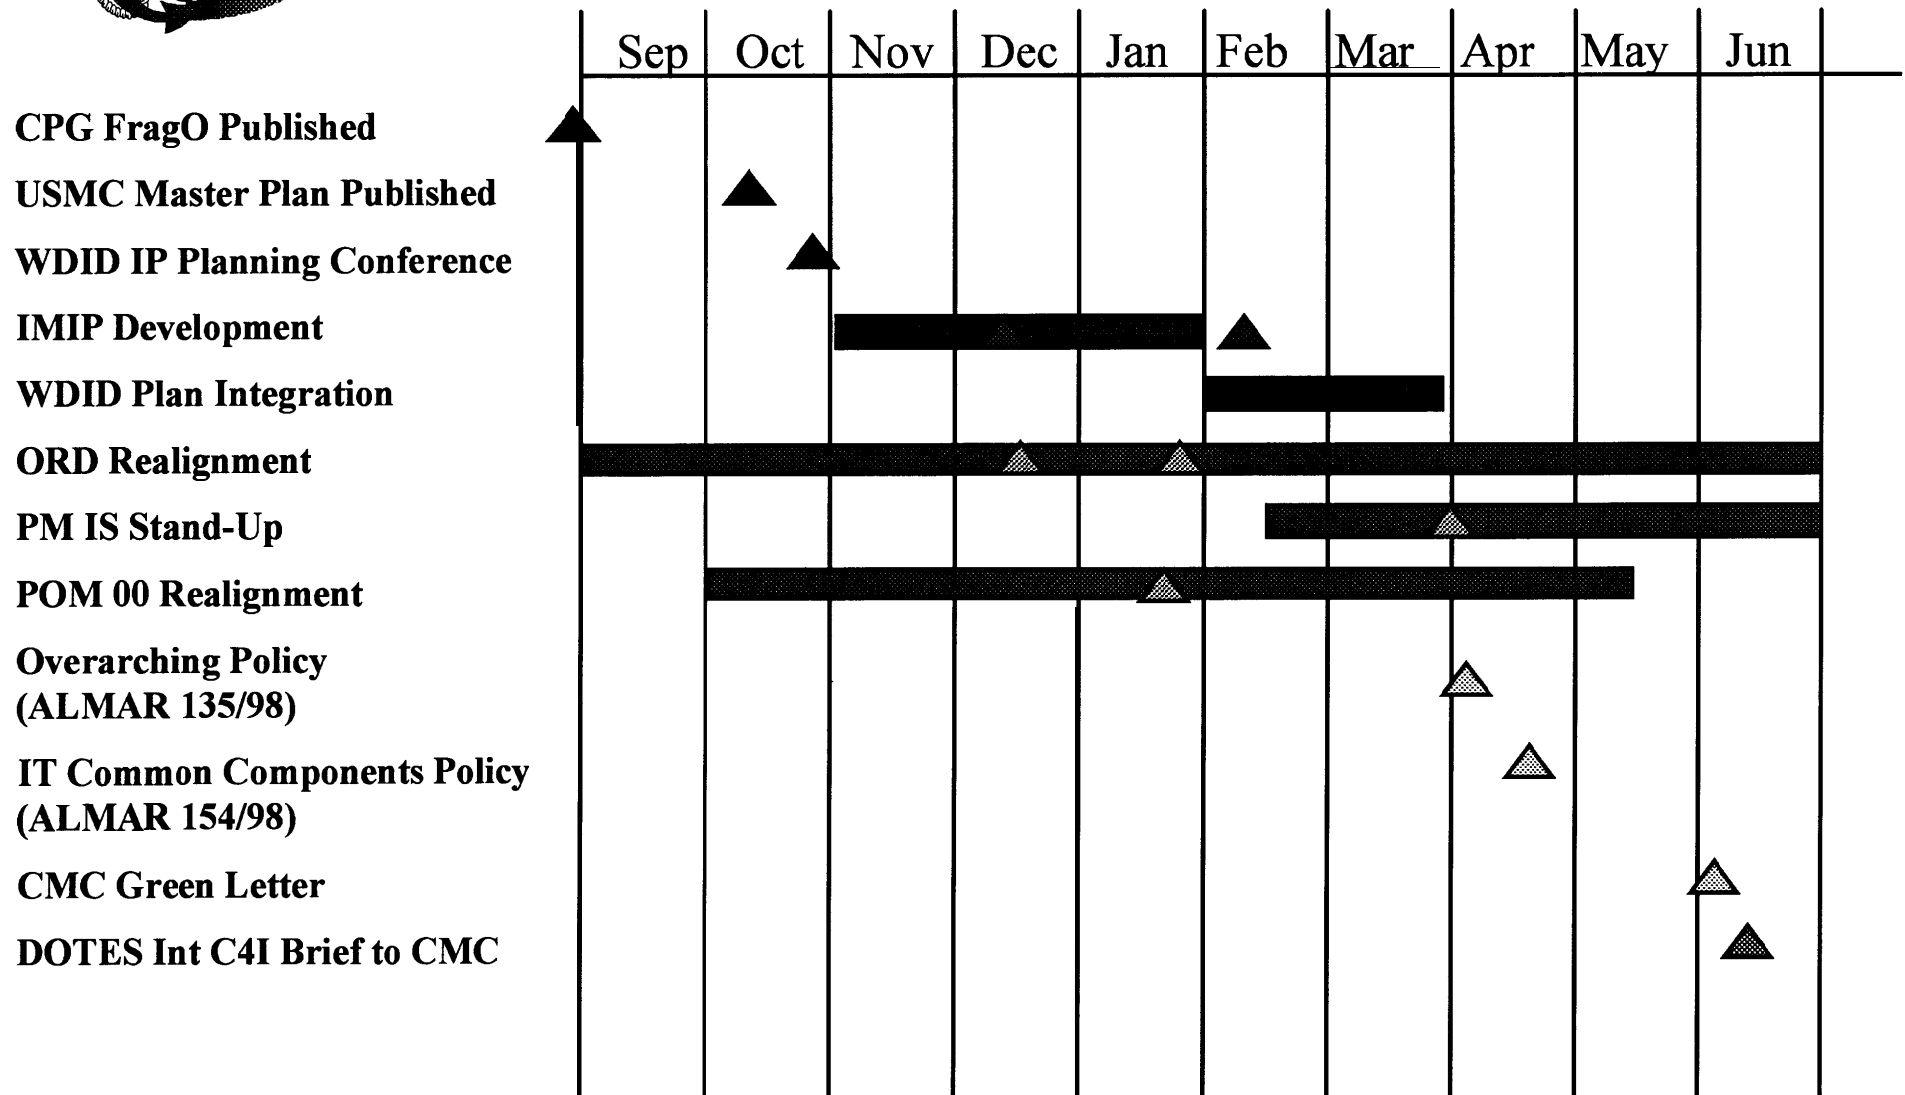 Sep Oct Nov Dec Jan Feb Mar Apr May Jun
CPG FragO Published
USMC Master Plan Published
WDID IP Planning Conference
IMIP Development
WDID Plan Integration
ORD Realignment
PM IS Stand-Up
POM 00 Realignment
Overarching Policy
(ALMAR 135/98)
IT Common Components Policy
(ALMAR 154/98)
CMC Green Letter
DOTES Int C4I Brief to CMC